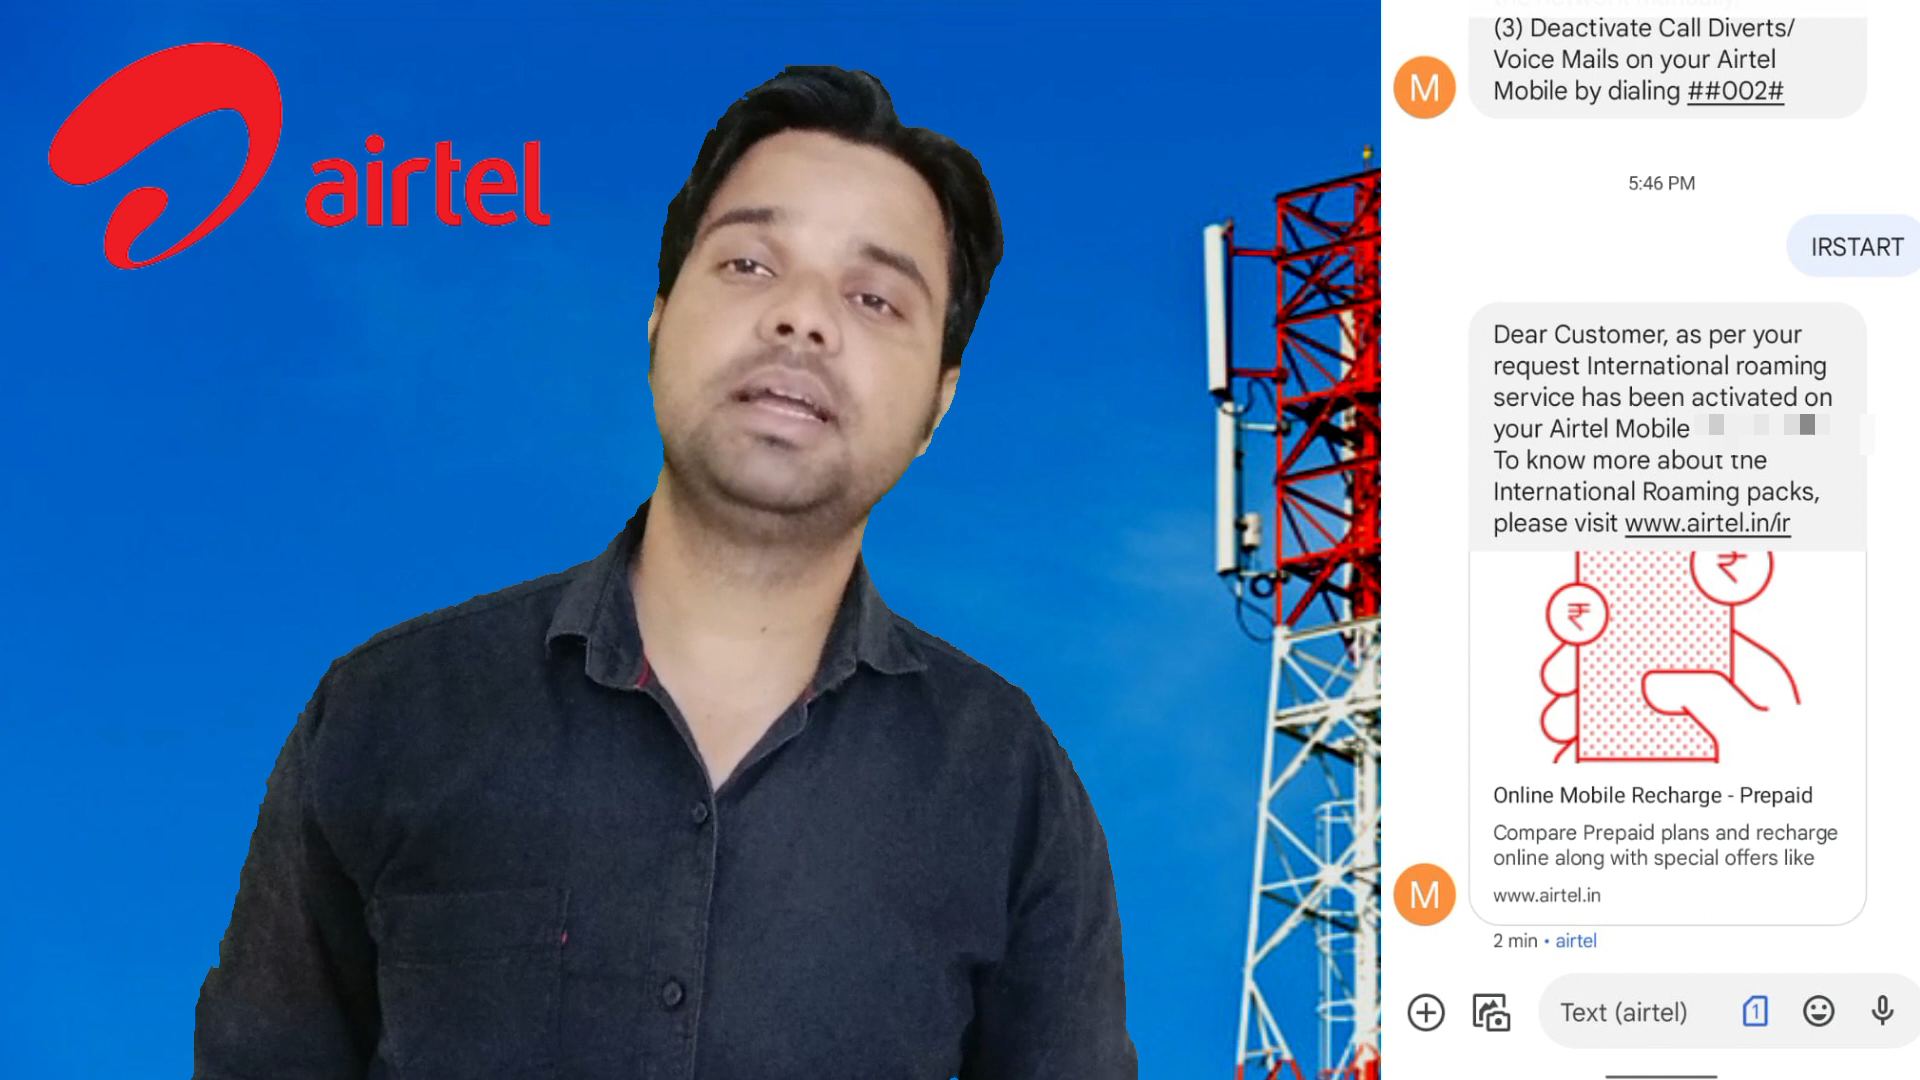 airtel
(3) Deactivate Call Diverts/
Voice Mails on your Airtel
Mobile by dialing ##002#
M
5:46 PM
IRSTART
Dear Customer, as per your
request International roaming
service has been activated on
your Airtel Mobile
To know more about the
International Roaming packs,
please visit www.airtel.in/ir
₹
₹
Online Mobile Recharge - Prepaid
Compare Prepaid plans and recharge
online along with special offers like
www.airtel.in
M
2 min • airtel
Text (airtel)
1